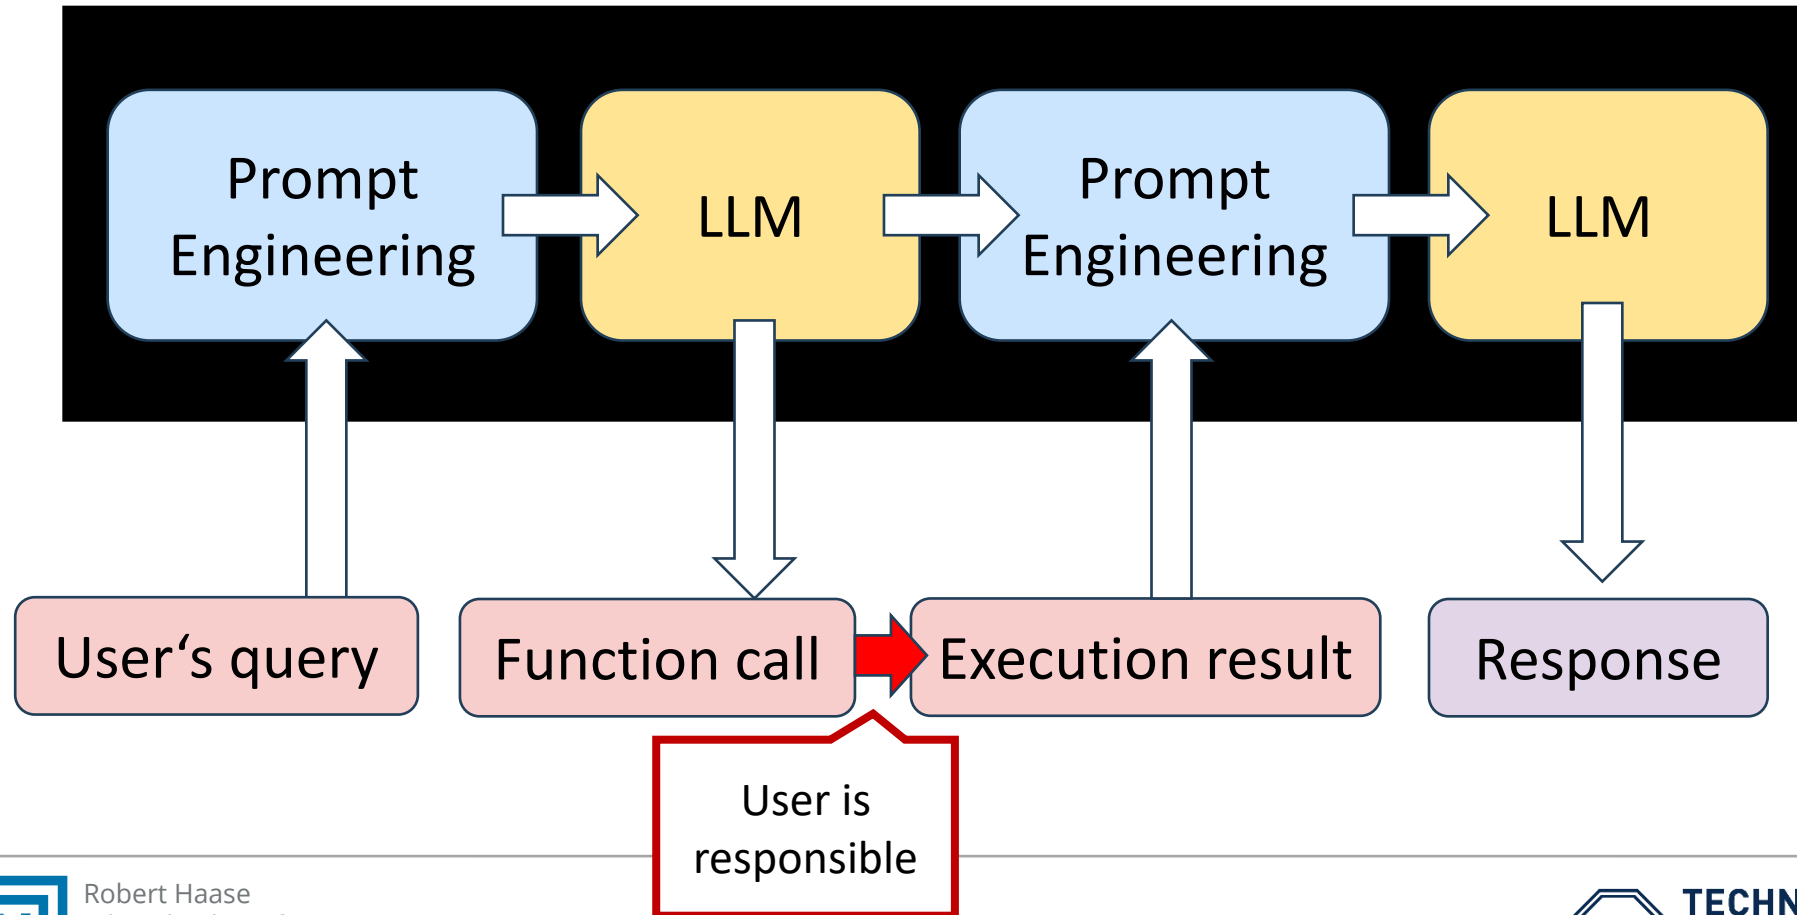 Prompt
Engineering
LLM
Prompt
Engineering
LLM
User‘s query
Function call
Execution result
Response
User is
responsible
Robert Haase
TECHN